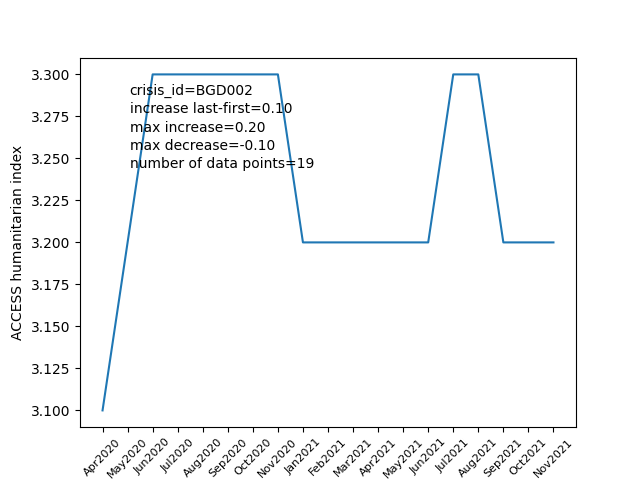 3.300
3.275
3.250
3.225
3.200
3.175
3.150
3.125
3.100
ACCESS humanitarian index
crisis_id=BGD002
increase last-first=0.10
max increase=0.20
max decrease=-0.10
number of data points=19
Apr2020
May2020
Jun2020
Jul2020
Aug2020
Sep2020
Oct2020
Nov2020
Jan2021
Feb2021
Mar2021
Apr2021
May2021
Jun2021
Jul2021
Aug2021
Sep2021
Oct2021
Nov2021